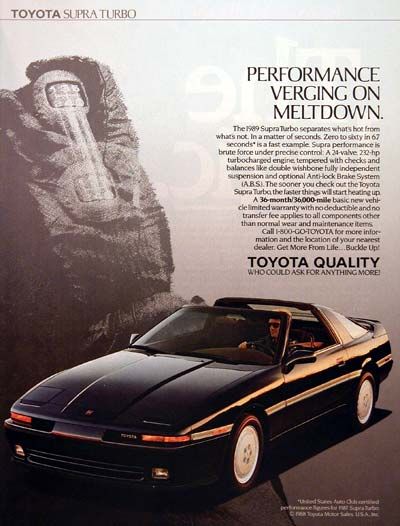 TOYOTA SUPRA TURBO
PERFORMANCE
VERGING ON
MELTDOWN.
The 1989 Supra Turbo separates what's hot from
what's not. In a matter of seconds. Zero to sixty in 6.7
seconds* is a fast example. Supra performance is
brute force under precise control: A 24-valve, 232-hp
turbocharged engine, tempered with checks and
balances like double wishbone fully independent
suspension and optional Anti-lock Brake System
(A.B.S.). The sooner you check out the Toyota
Supra Turbo, the faster things will start heating up.
A 36-month/36,000-mile basic new vehi-
cle limited warranty with no deductible and no
transfer fee applies to all components other
than normal wear and maintenance items.
Call 1-800-GO-TOYOTA for more infor-
mation and the location of your nearest
dealer. Get More From Life...Buckle Up!
TOYOTA QUALITY
WHO COULD ASK FOR ANYTHING MORE!
TOYOTA
*United States Auto Club certified
performance figures for 1987 Supra Turbo.
© 1988 Toyota Motor Sales, U.S.A., Inc.